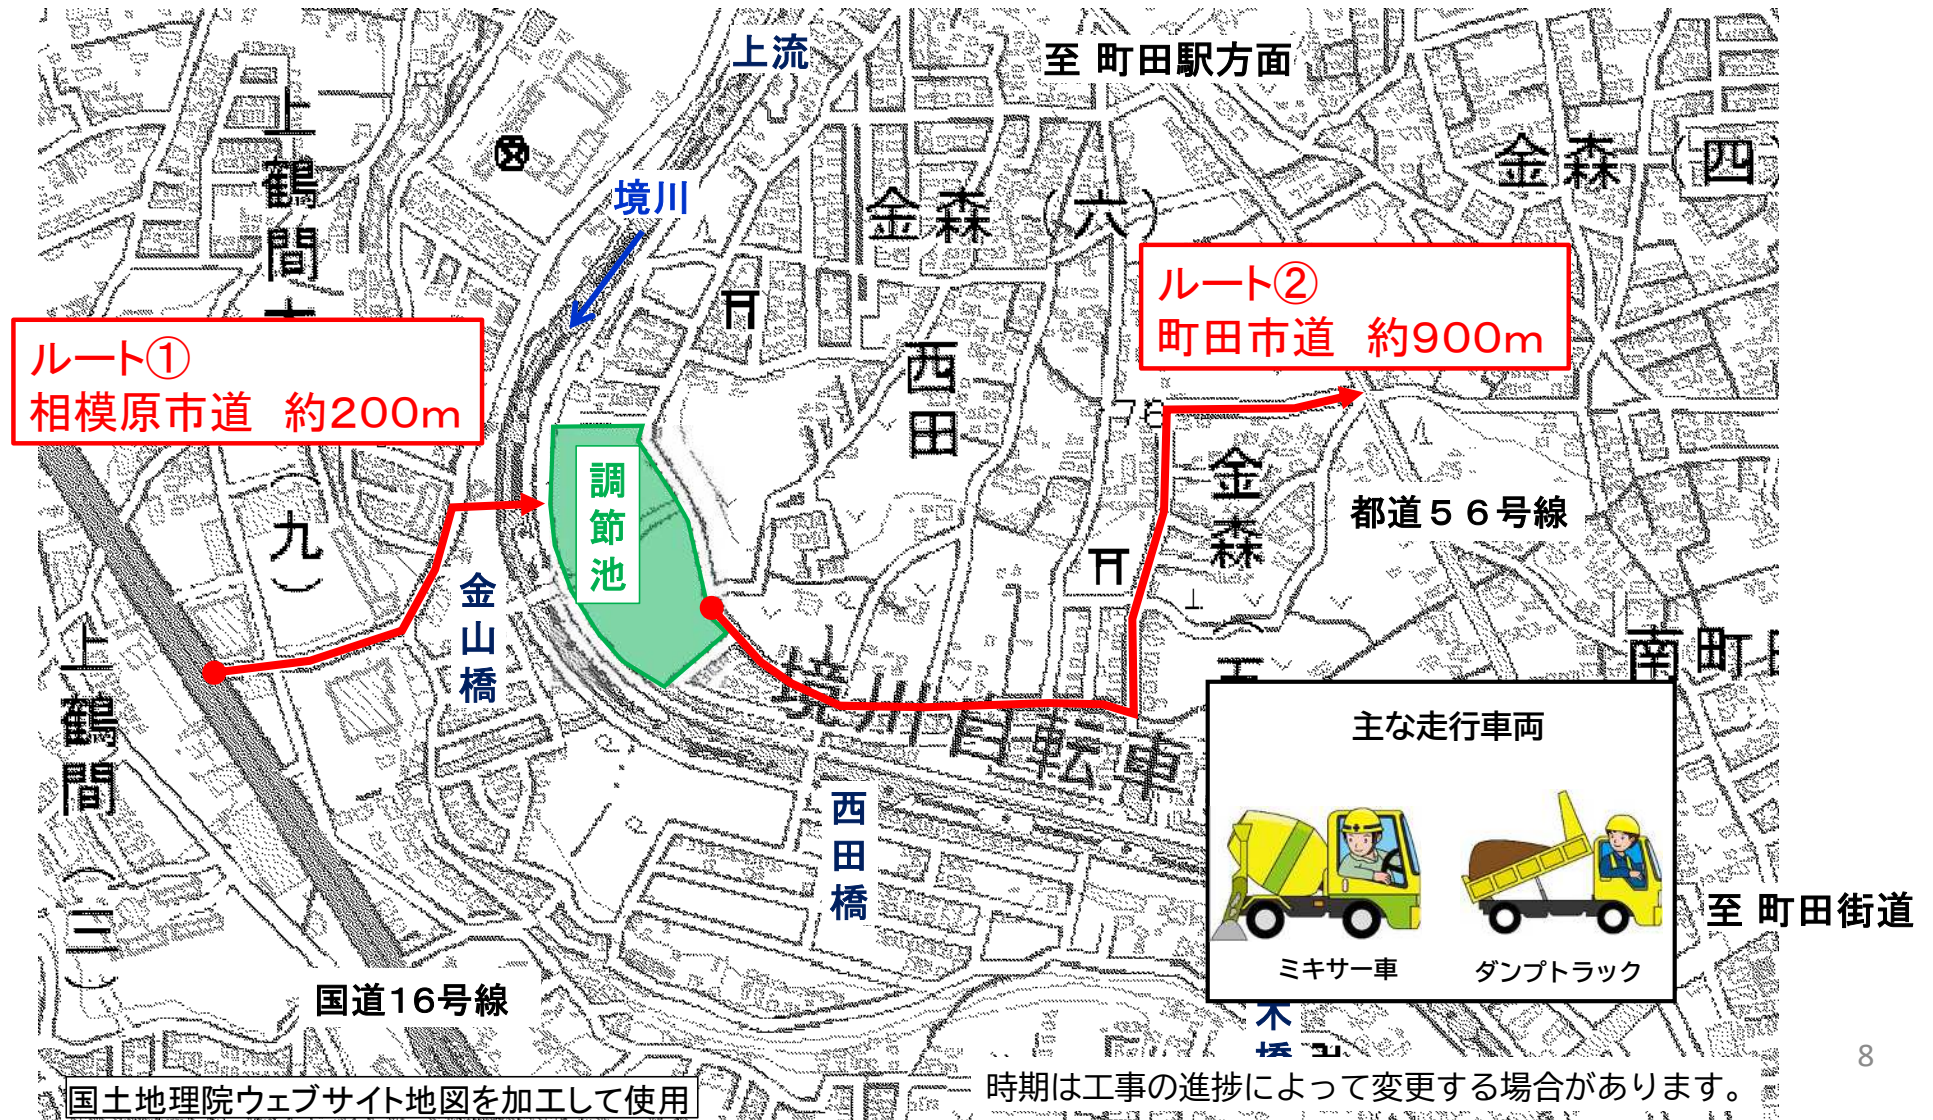 上流
至 町田駅方面
上鶴間本
境川
金森(六)
金森(四)
ルート①
相模原市道 約200m
ルート②
町田市道 約900m
西田
78
調節池
(九)
金森
都道56号線
金山橋
上鶴間(三)
境川自転車
南町田
西田橋
主な走行車両
ミキサー車
ダンプトラック
至 町田街道
国道16号線
木橋
国土地理院ウェブサイト地図を加工して使用
時期は工事の進捗によって変更する場合があります。
8